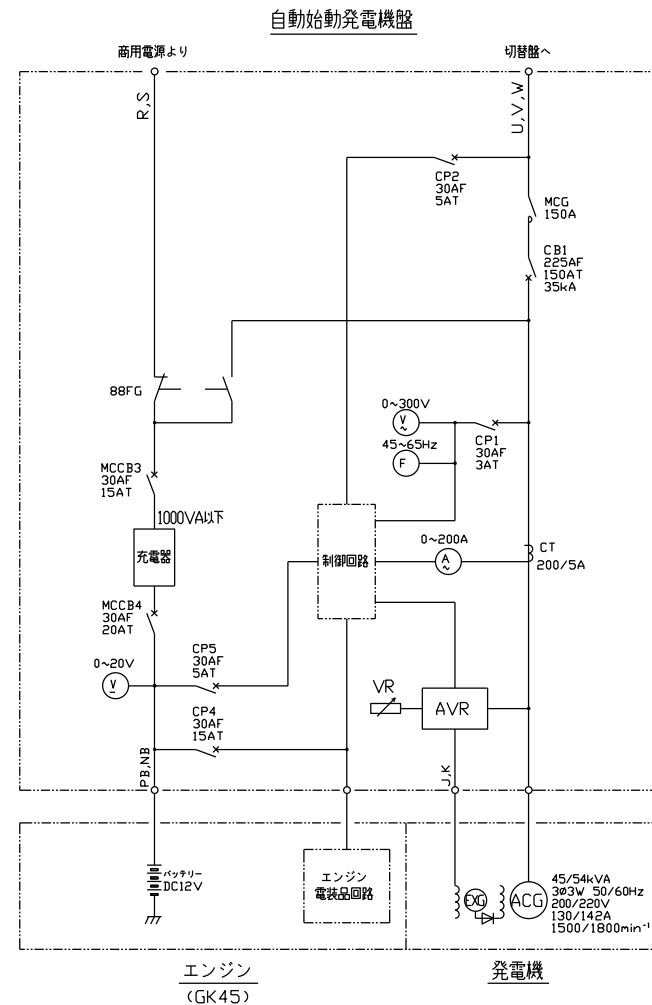 自動始動発電機盤
商用電源より
切替盤へ
R,S
U,V,W
CP2
30AF
5AT
MCG
150A
CB1
225AF
150AT
35kA
88FG
0~300V
V
~
45~65Hz
F
CP1
30AF
3AT
MCCB3
30AF
15AT
1000VA以下
充電器
制御回路
0~200A
A
~
CT
200/5A
MCCB4
30AF
20AT
0~20V
V
CP5
30AF
5AT
VR
AVR
CP4
30AF
15AT
PB,NB
J,K
バッテリー
DC12V
エンジン
電装品回路
EXG
ACG
45/54kVA
3Ø3W 50/60Hz
200/220V
130/142A
1500/1800min⁻¹
エンジン
(GK45)
発電機